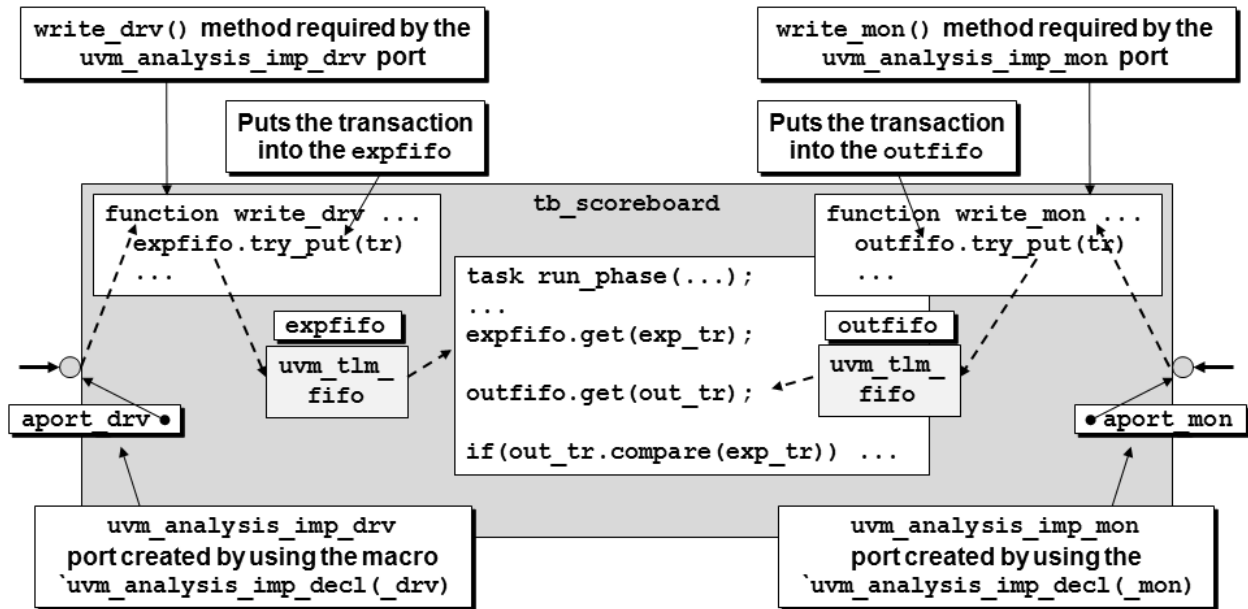 write_drv() method required by the
uvm_analysis_imp_drv port
write_mon() method required by the
uvm_analysis_imp_mon port
Puts the transaction
into the expfifo
Puts the transaction
into the outfifo
tb_scoreboard
function write_drv ...
expfifo.try_put(tr)
...
function write_mon ...
outfifo.try_put(tr)
...
task run_phase(...);
...
expfifo.get(exp_tr);
outfifo.get(out_tr);
if(out_tr.compare(exp_tr)) ...
expfifo
uvm_tlm_
fifo
outfifo
uvm_tlm_
fifo
aport_drv
aport_mon
uvm_analysis_imp_drv
port created by using the macro
`uvm_analysis_imp_decl(_drv)
uvm_analysis_imp_mon
port created by using the
`uvm_analysis_imp_decl(_mon)